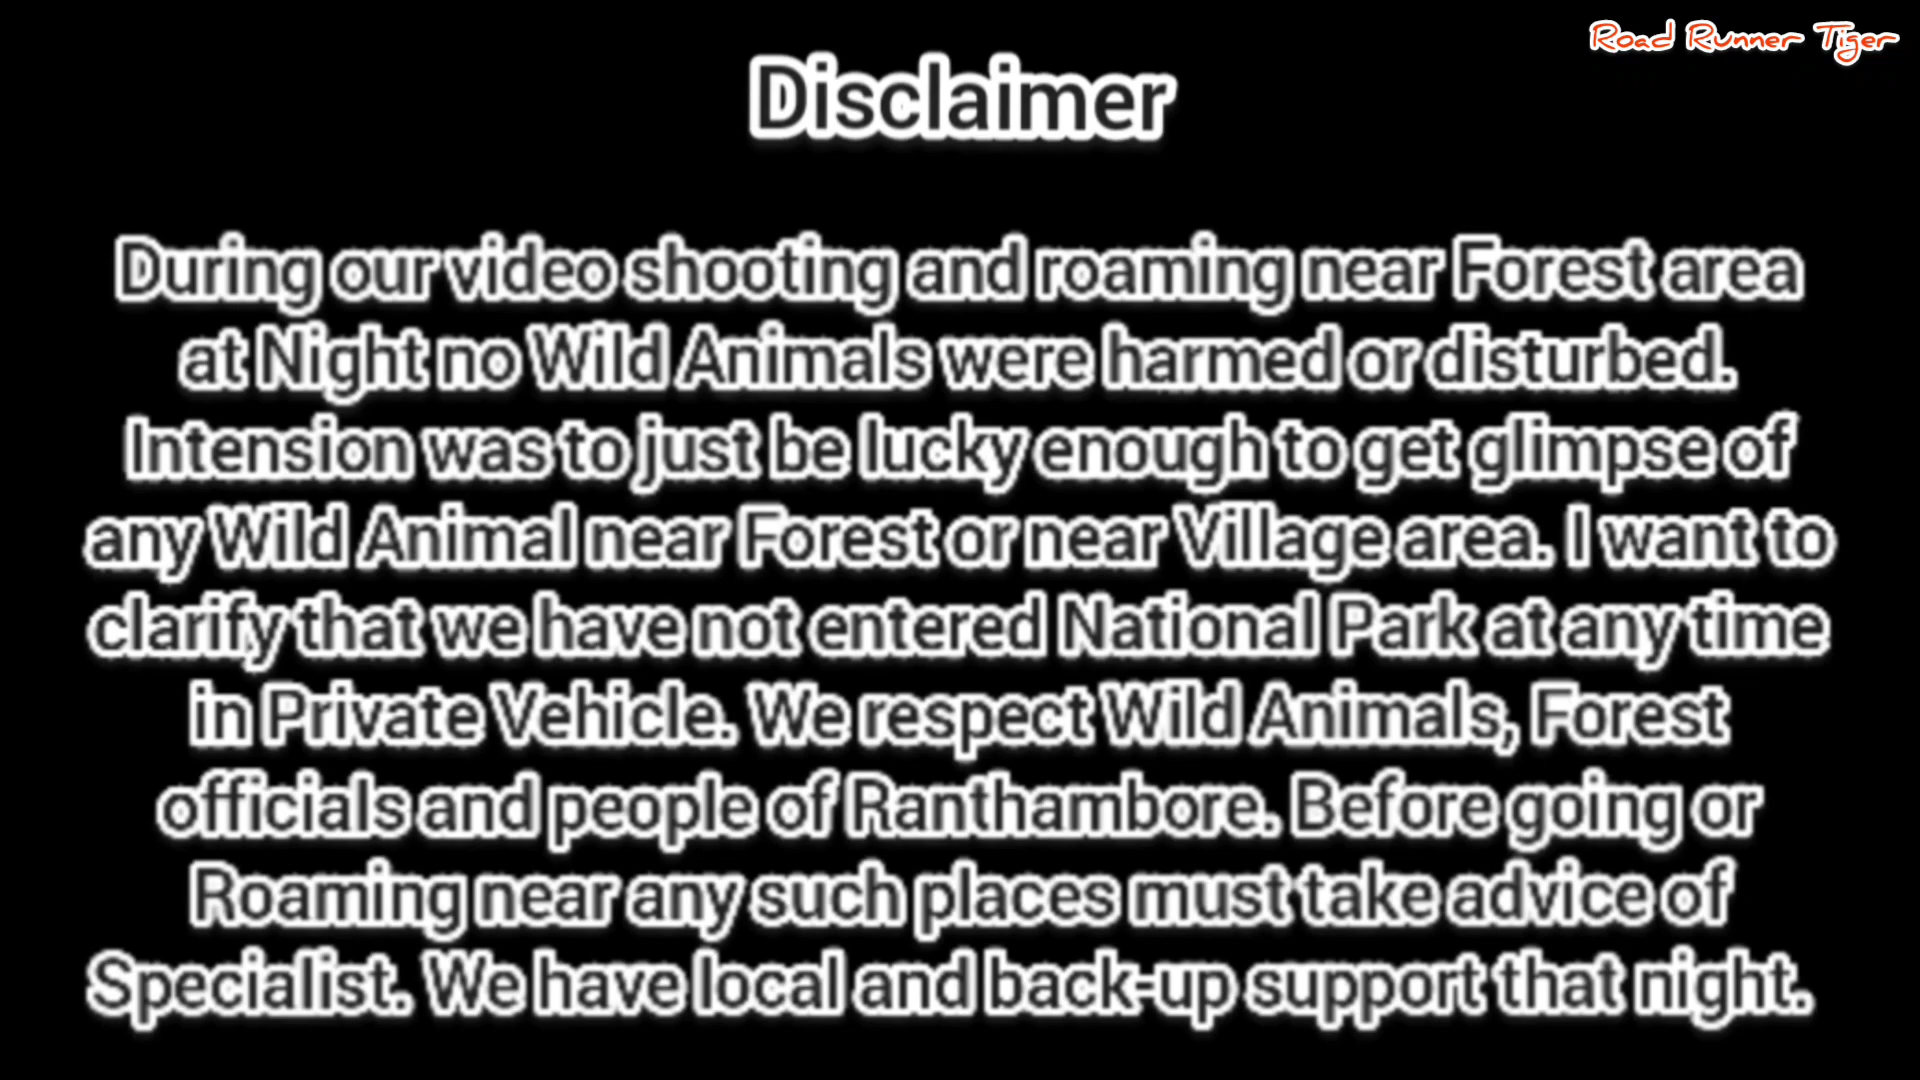 Road Runner Tiger
Disclaimer
During our video shooting and roaming near Forest area
at Night no Wild Animals were harmed or disturbed.
Intension was to just be lucky enough to get glimpse of
any Wild Animal near Forest or near Village area. I want to
clarify that we have not entered National Park at any time
in Private Vehicle. We respect Wild Animals, Forest
officials and people of Ranthambore. Before going or
Roaming near any such places must take advice of
Specialist. We have local and back-up support that night.